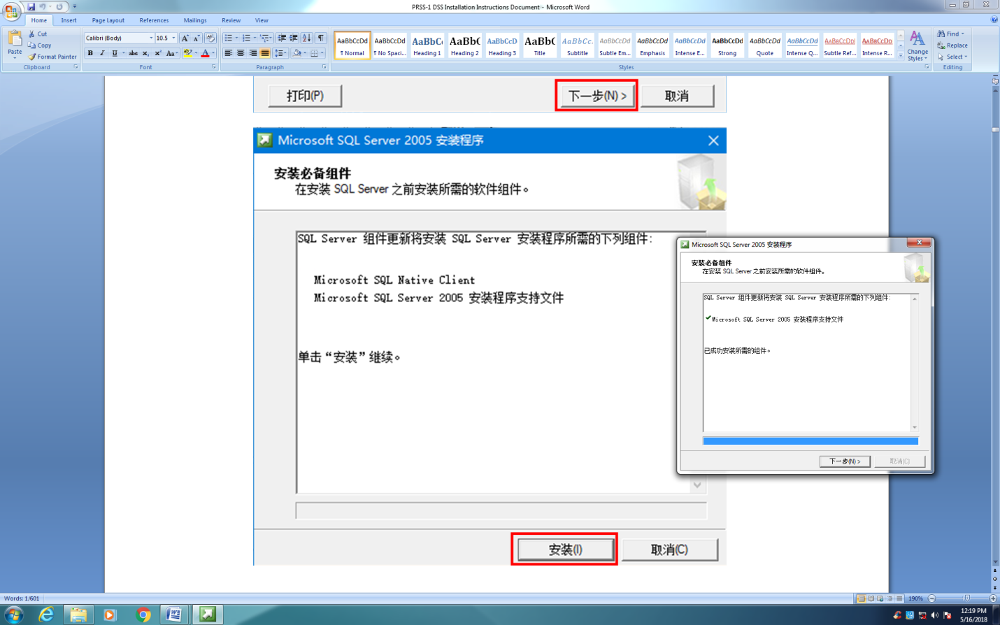 PRSS-1 DSS Installation Instructions Document - Microsoft Word
Home Insert Page Layout References Mailings Review View
Paste
Cut
Copy
Format Painter
Clipboard
Calibri (Body) 10.5
Font
Paragraph
AaBbCcDd AaBbCcDd AaBbC( AaBb( AaBbCcD AaBb( AaBbCc. AaBbCcDd AaBbCcDd AaBbCcDd AaBbCcDd AaBbCcDd AaBbCcDd AaBbCcDd AaBbCcDd
¶ Normal ¶ No Spaci... Heading 1 Heading 2 Heading 3 Title Subtitle Subtle Em... Emphasis Intense E... Strong Quote Intense Q... Subtle Ref... Intense R...
Change Styles
Styles
Find
Replace
Select
Editing
打印(P) 下一步(N) > 取消
Microsoft SQL Server 2005 安装程序
安装必备组件
在安装 SQL Server 之前安装所需的软件组件。
SQL Server 组件更新将安装 SQL Server 安装程序所需的下列组件:
Microsoft SQL Native Client
Microsoft SQL Server 2005 安装程序支持文件
单击“安装”继续。
安装(I) 取消(C)
Microsoft SQL Server 2005 安装程序
安装必备组件
在安装 SQL Server 之前安装所需的软件组件。
SQL Server 组件更新将安装 SQL Server 安装程序所需的下列组件:
Microsoft SQL Server 2005 安装程序支持文件
已成功安装所需的组件。
下一步(N) > 取消(C)
Words: 1/601
190%
12:19 PM
5/16/2018